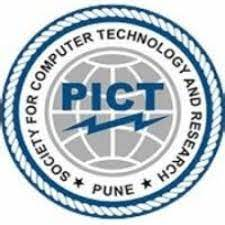 SOCIETY FOR COMPUTER TECHNOLOGY AND RESEARCH
PICT
★ PUNE ★